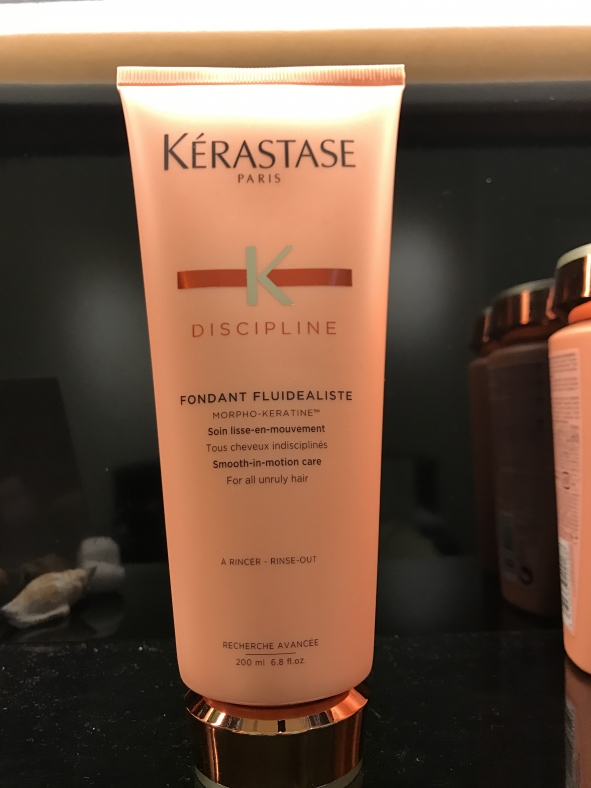 KÉRASTASE
PARIS
K
DISCIPLINE
FONDANT FLUIDEALISTE
MORPHO-KERATINE™
Soin lisse-en-mouvement
Tous cheveux indisciplinés
Smooth-in-motion care
For all unruly hair
À RINCER - RINSE-OUT
RECHERCHE AVANCÉE
200 ml 6.8 fl.oz